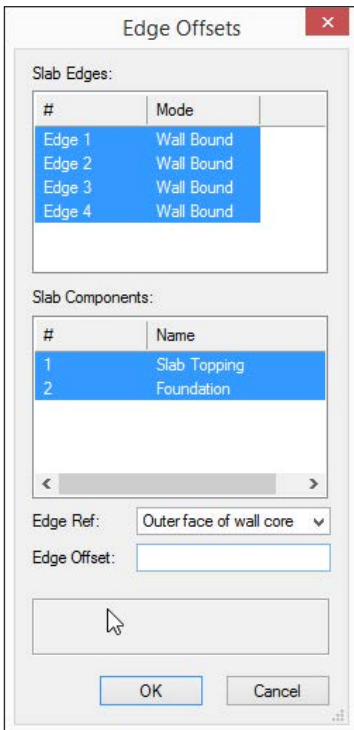 Edge Offsets
Slab Edges:
# Mode
Edge 1 Wall Bound
Edge 2 Wall Bound
Edge 3 Wall Bound
Edge 4 Wall Bound
Slab Components:
# Name
1 Slab Topping
2 Foundation
Edge Ref: Outer face of wall core
Edge Offset:
OK Cancel